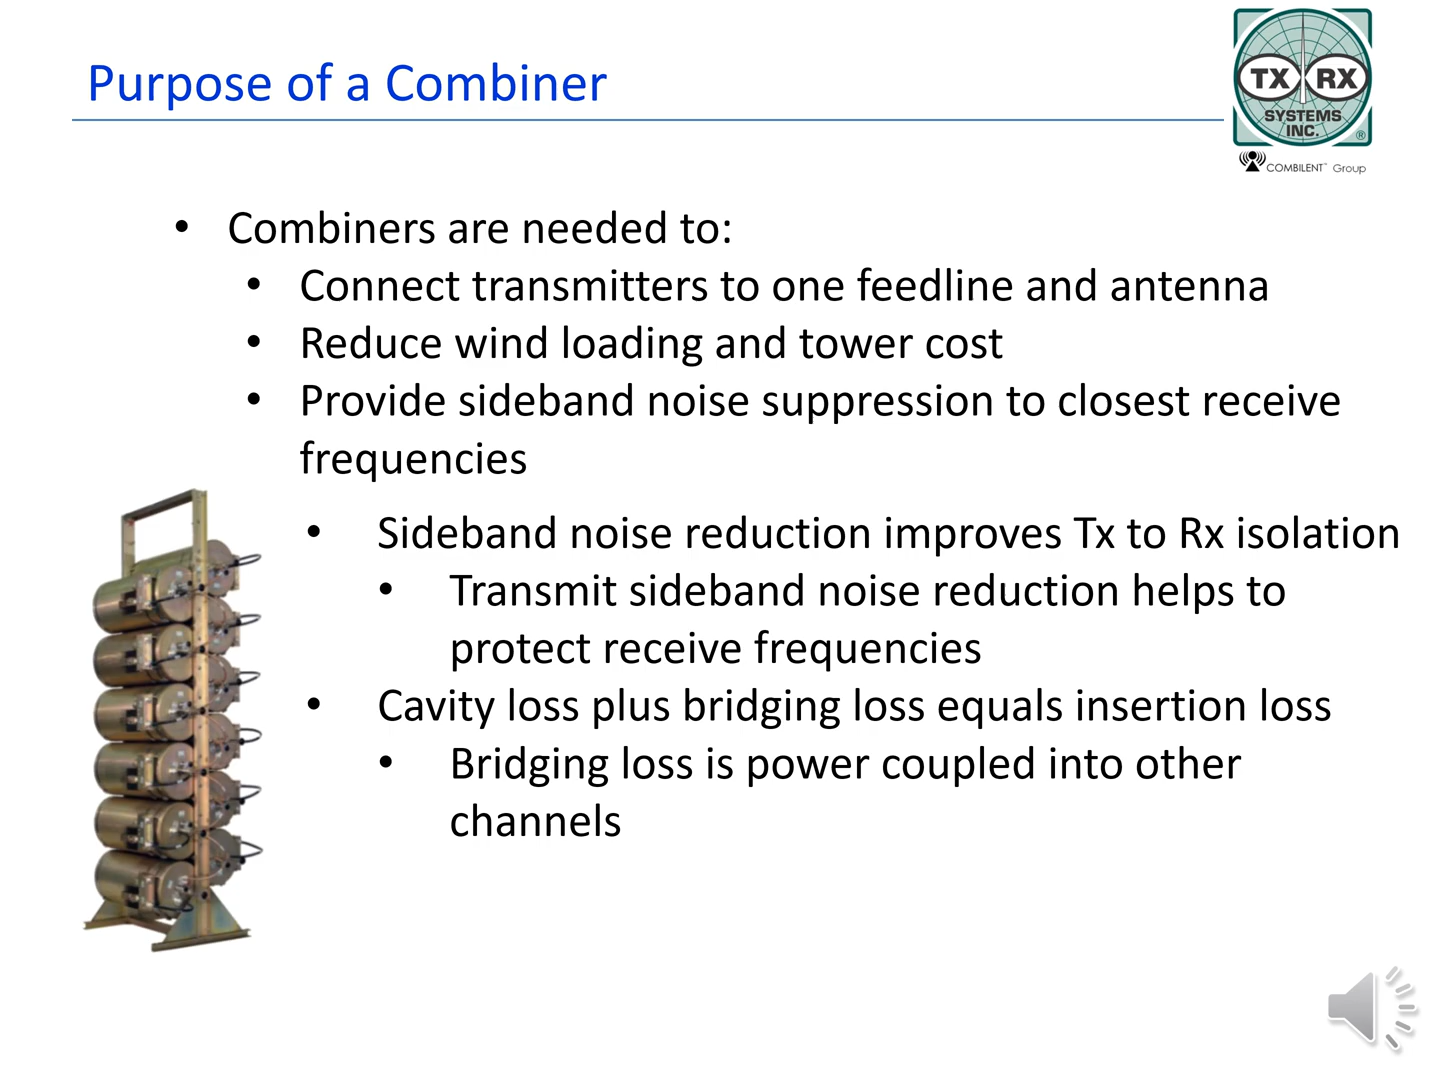 Purpose of a Combiner
TX RX
SYSTEMS
INC.
®
COMBILENT™ Group
• Combiners are needed to:
• Connect transmitters to one feedline and antenna
• Reduce wind loading and tower cost
• Provide sideband noise suppression to closest receive
frequencies
• Sideband noise reduction improves Tx to Rx isolation
• Transmit sideband noise reduction helps to
protect receive frequencies
• Cavity loss plus bridging loss equals insertion loss
• Bridging loss is power coupled into other
channels